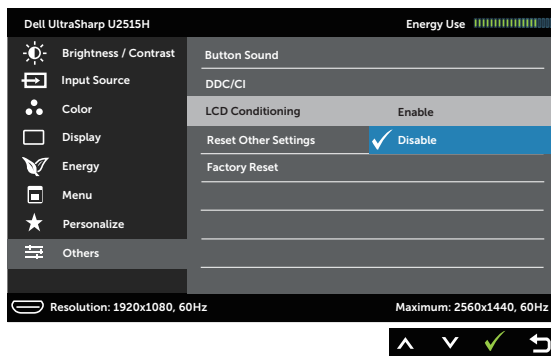 Dell UltraSharp U2515H Energy Use
Brightness / Contrast
Input Source
Color
Display
Energy
Menu
Personalize
Others
Button Sound
DDC/CI
LCD Conditioning Enable
Reset Other Settings Disable
Factory Reset
Resolution: 1920x1080, 60Hz Maximum: 2560x1440, 60Hz